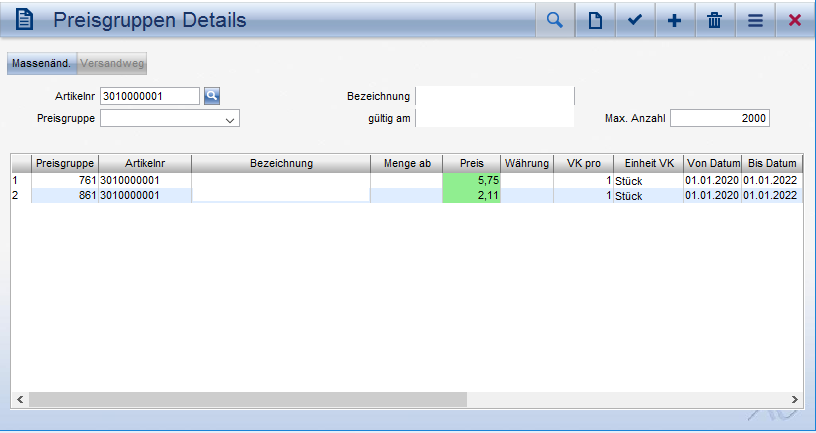 Preisgruppen Details
Massenänd. Versandweg
Artikelnr 3010000001 Bezeichnung
Preisgruppe gültig am Max. Anzahl 2000
Preisgruppe Artikelnr Bezeichnung Menge ab Preis Währung VK pro Einheit VK Von Datum Bis Datum
1 761 3010000001 5,75 1 Stück 01.01.2020 01.01.2022
2 861 3010000001 2,11 1 Stück 01.01.2020 01.01.2022